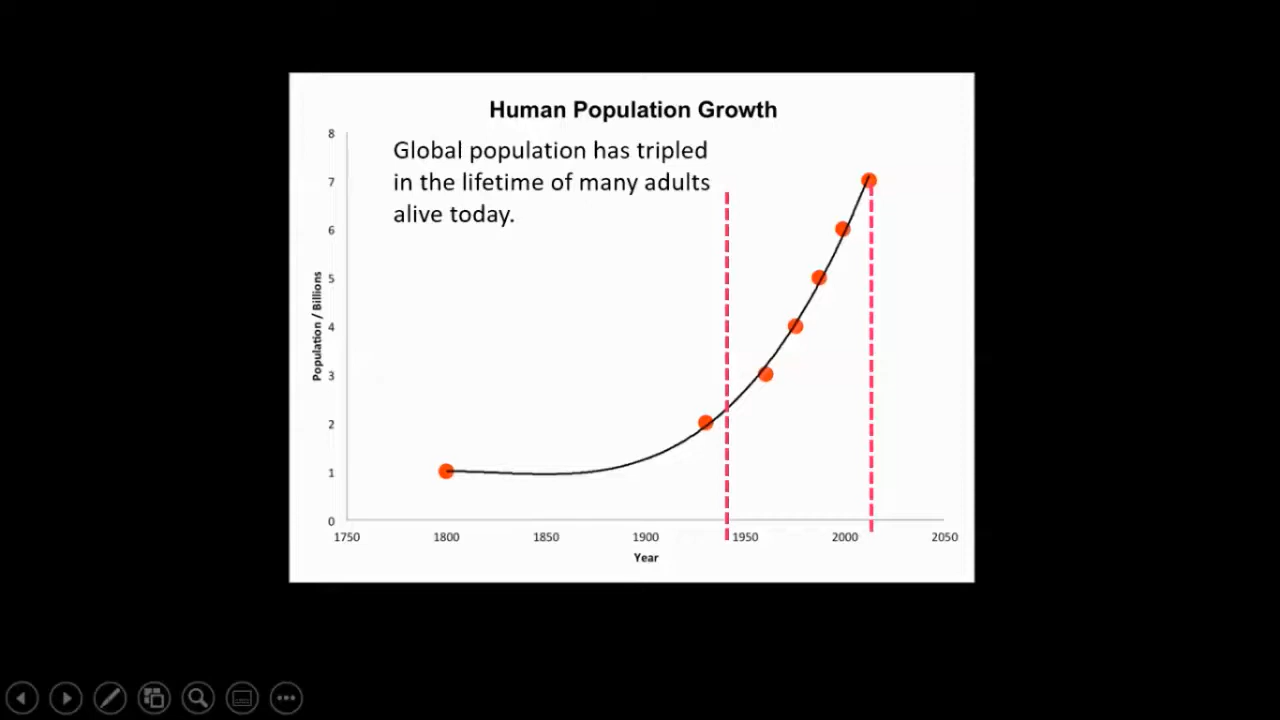 Human Population Growth
Global population has tripled
in the lifetime of many adults
alive today.
8
7
6
5
4
3
2
1
0
Population / Billions
1750 1800 1850 1900 1950 2000 2050
Year